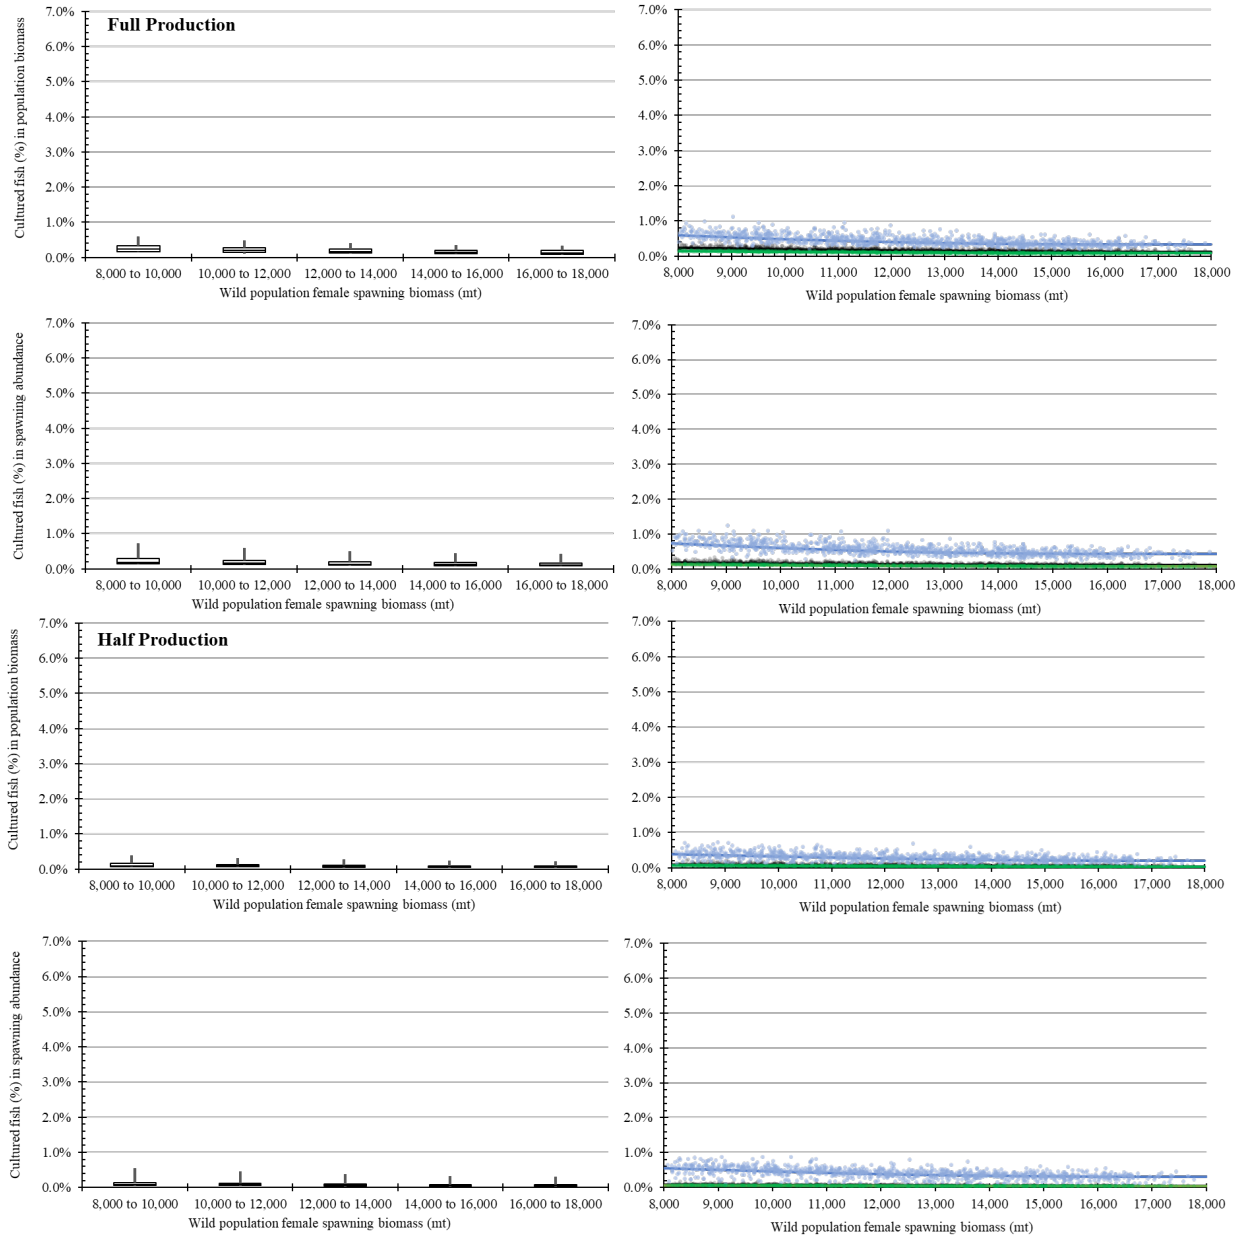 Full Production
Cultured fish (%) in population biomass
7.0%
6.0%
5.0%
4.0%
3.0%
2.0%
1.0%
0.0%
8,000 to 10,000 10,000 to 12,000 12,000 to 14,000 14,000 to 16,000 16,000 to 18,000
Wild population female spawning biomass (mt)
7.0%
6.0%
5.0%
4.0%
3.0%
2.0%
1.0%
0.0%
8,000 9,000 10,000 11,000 12,000 13,000 14,000 15,000 16,000 17,000 18,000
Wild population female spawning biomass (mt)
Cultured fish (%) in spawning abundance
7.0%
6.0%
5.0%
4.0%
3.0%
2.0%
1.0%
0.0%
8,000 to 10,000 10,000 to 12,000 12,000 to 14,000 14,000 to 16,000 16,000 to 18,000
Wild population female spawning biomass (mt)
7.0%
6.0%
5.0%
4.0%
3.0%
2.0%
1.0%
0.0%
8,000 9,000 10,000 11,000 12,000 13,000 14,000 15,000 16,000 17,000 18,000
Wild population female spawning biomass (mt)
Half Production
Cultured fish (%) in population biomass
7.0%
6.0%
5.0%
4.0%
3.0%
2.0%
1.0%
0.0%
8,000 to 10,000 10,000 to 12,000 12,000 to 14,000 14,000 to 16,000 16,000 to 18,000
Wild population female spawning biomass (mt)
7.0%
6.0%
5.0%
4.0%
3.0%
2.0%
1.0%
0.0%
8,000 9,000 10,000 11,000 12,000 13,000 14,000 15,000 16,000 17,000 18,000
Wild population female spawning biomass (mt)
Cultured fish (%) in spawning abundance
7.0%
6.0%
5.0%
4.0%
3.0%
2.0%
1.0%
0.0%
8,000 to 10,000 10,000 to 12,000 12,000 to 14,000 14,000 to 16,000 16,000 to 18,000
Wild population female spawning biomass (mt)
7.0%
6.0%
5.0%
4.0%
3.0%
2.0%
1.0%
0.0%
8,000 9,000 10,000 11,000 12,000 13,000 14,000 15,000 16,000 17,000 18,000
Wild population female spawning biomass (mt)